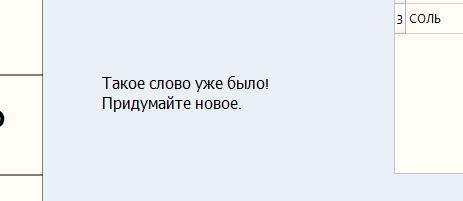 3 СОЛЬ
Такое слово уже было!
Придумайте новое.